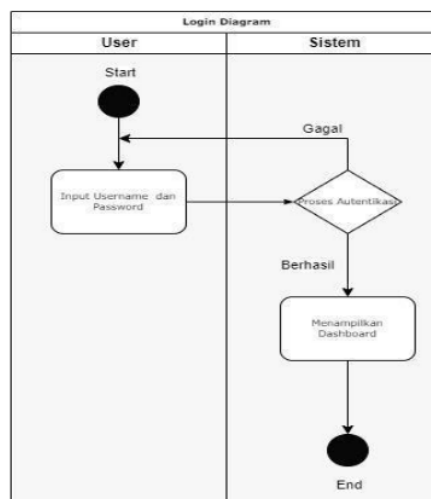 Login Diagram
User
Sistem
Start
Gagal
Input Username dan
Password
Proses Autentikasi
Berhasil
Menampilkan
Dashboard
End